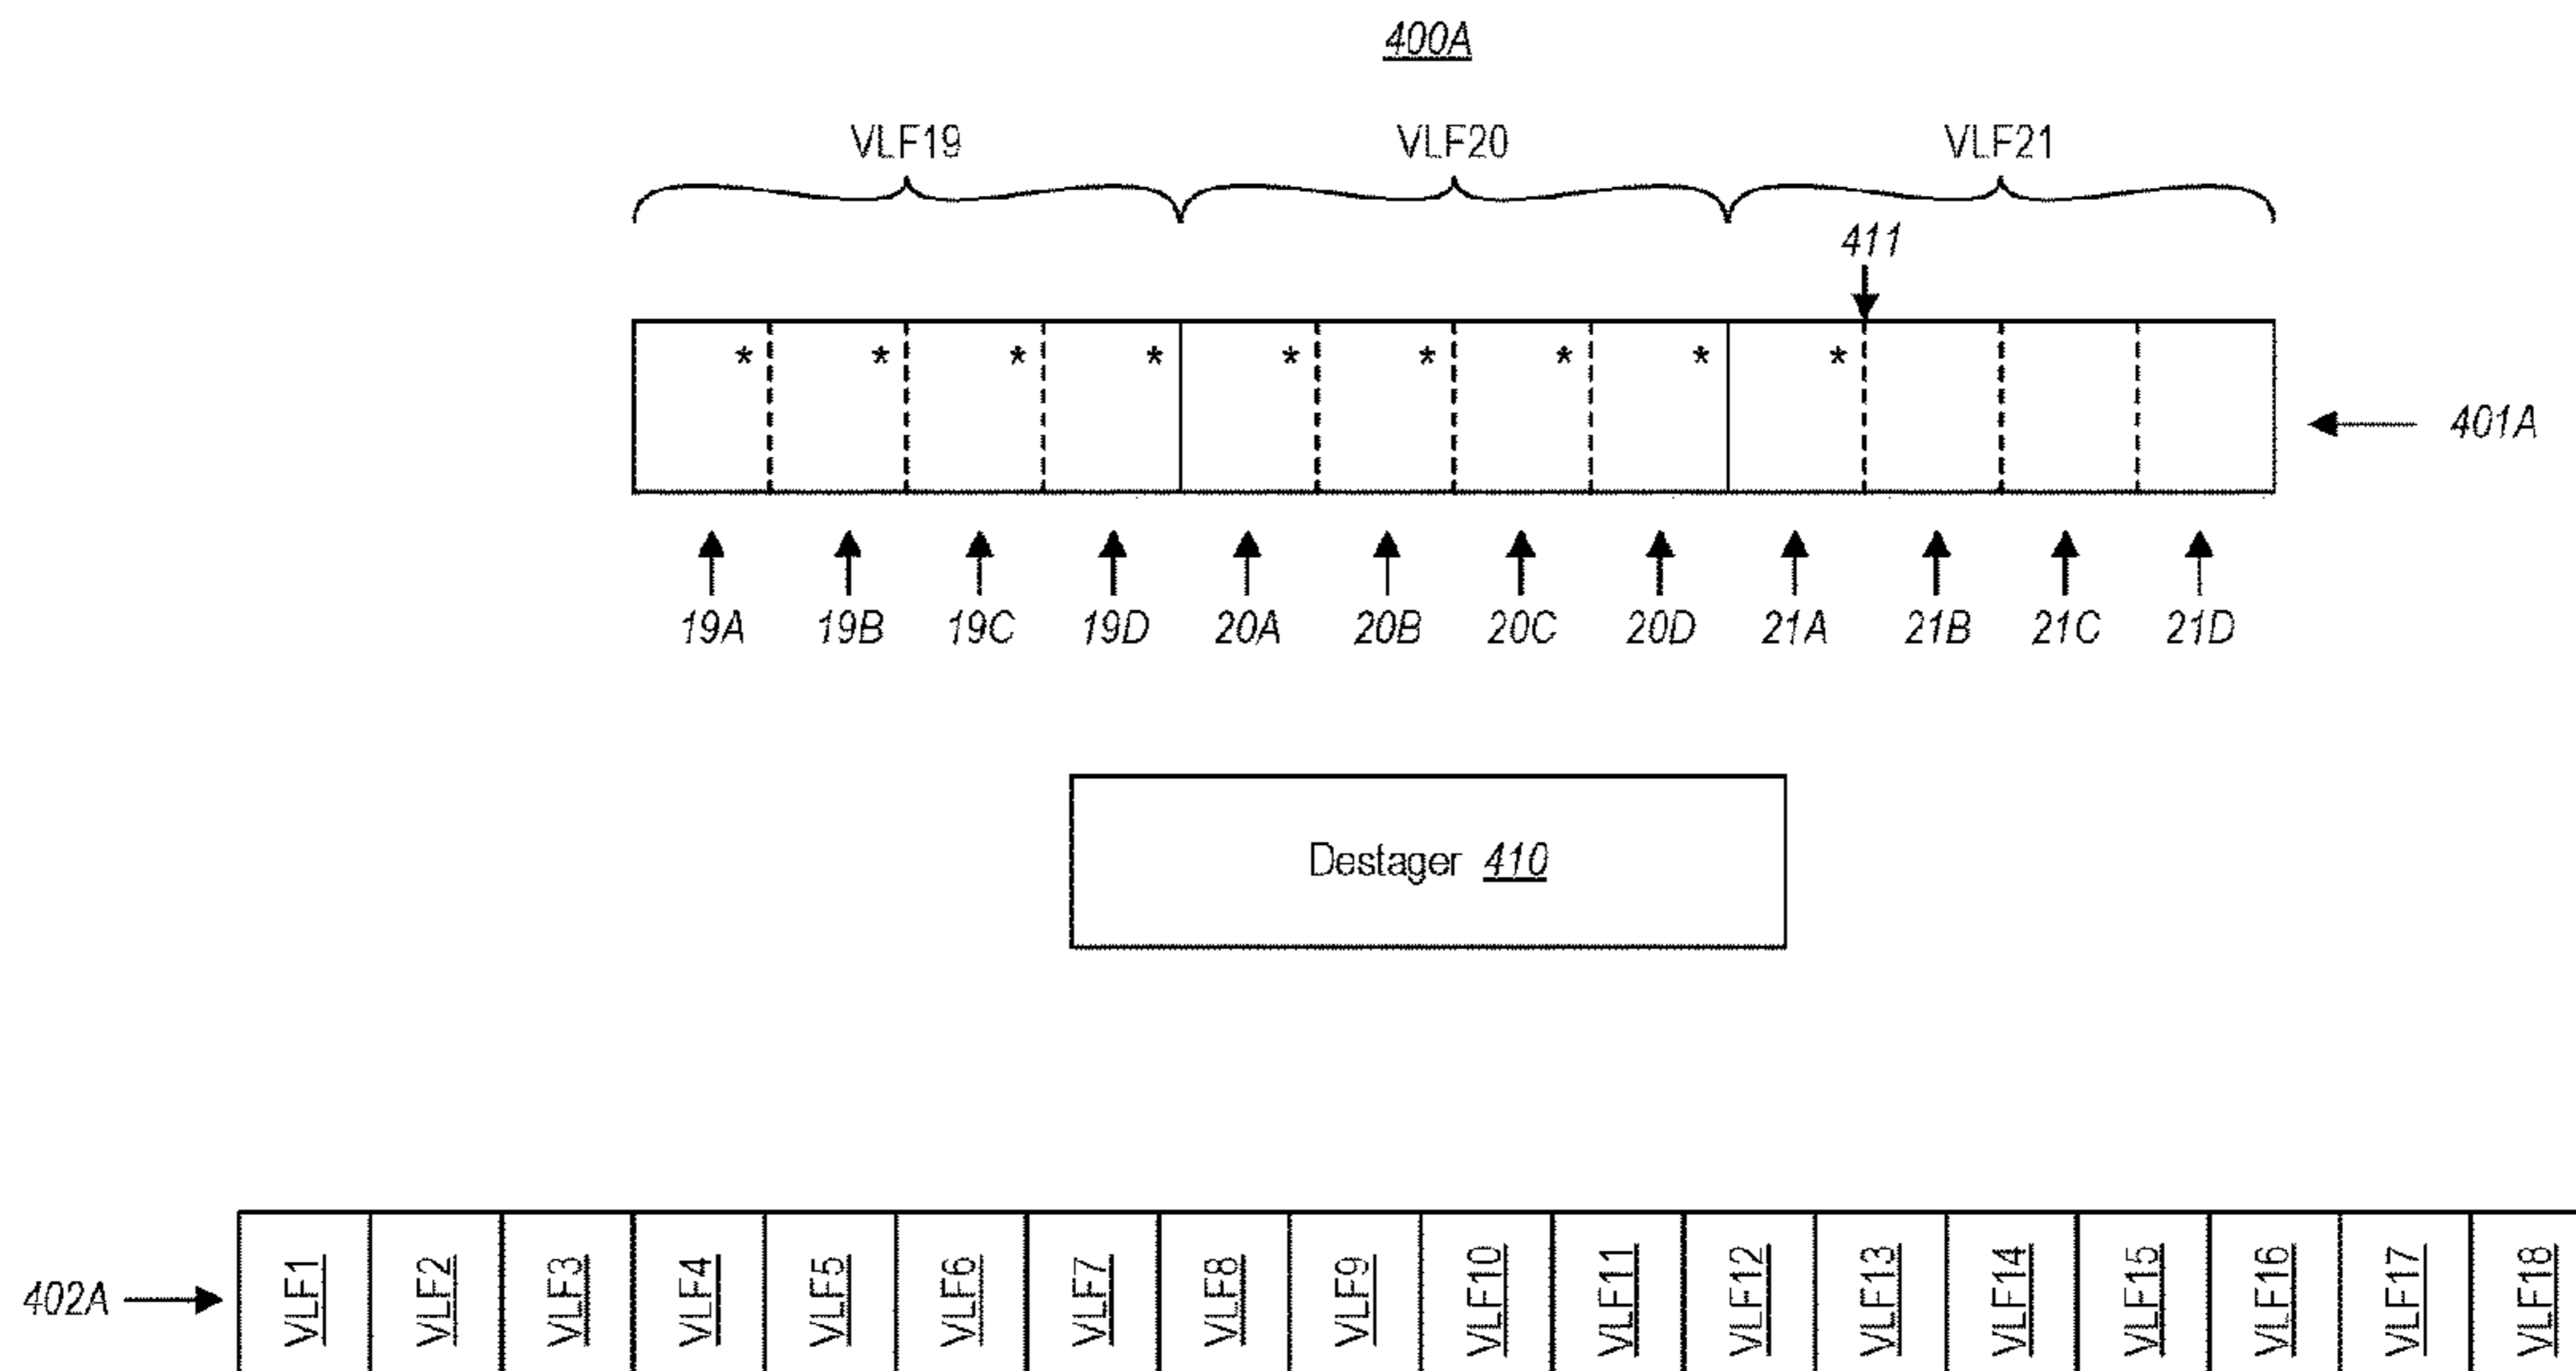 400A
VLF19 VLF20 VLF21
411
* * * * * * * * *
401A
19A 19B 19C 19D 20A 20B 20C 20D 21A 21B 21C 21D
Destager 410
402A VLF1 VLF2 VLF3 VLF4 VLF5 VLF6 VLF7 VLF8 VLF9 VLF10 VLF11 VLF12 VLF13 VLF14 VLF15 VLF16 VLF17 VLF18